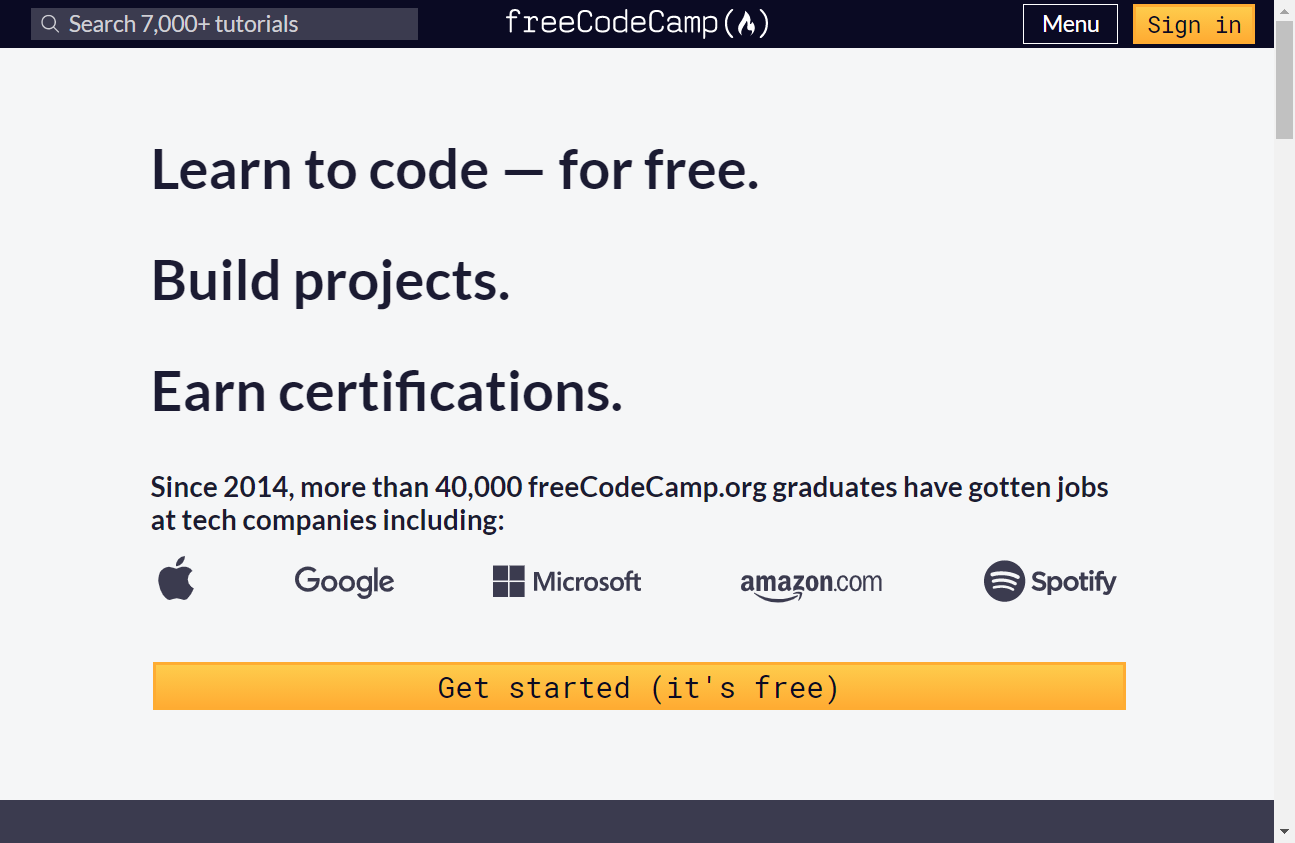 Search 7,000+ tutorials
freeCodeCamp(🔥)
Menu
Sign in
Learn to code — for free.
Build projects.
Earn certifications.
Since 2014, more than 40,000 freeCodeCamp.org graduates have gotten jobs
at tech companies including:
Google
Microsoft
amazon.com
Spotify
Get started (it's free)